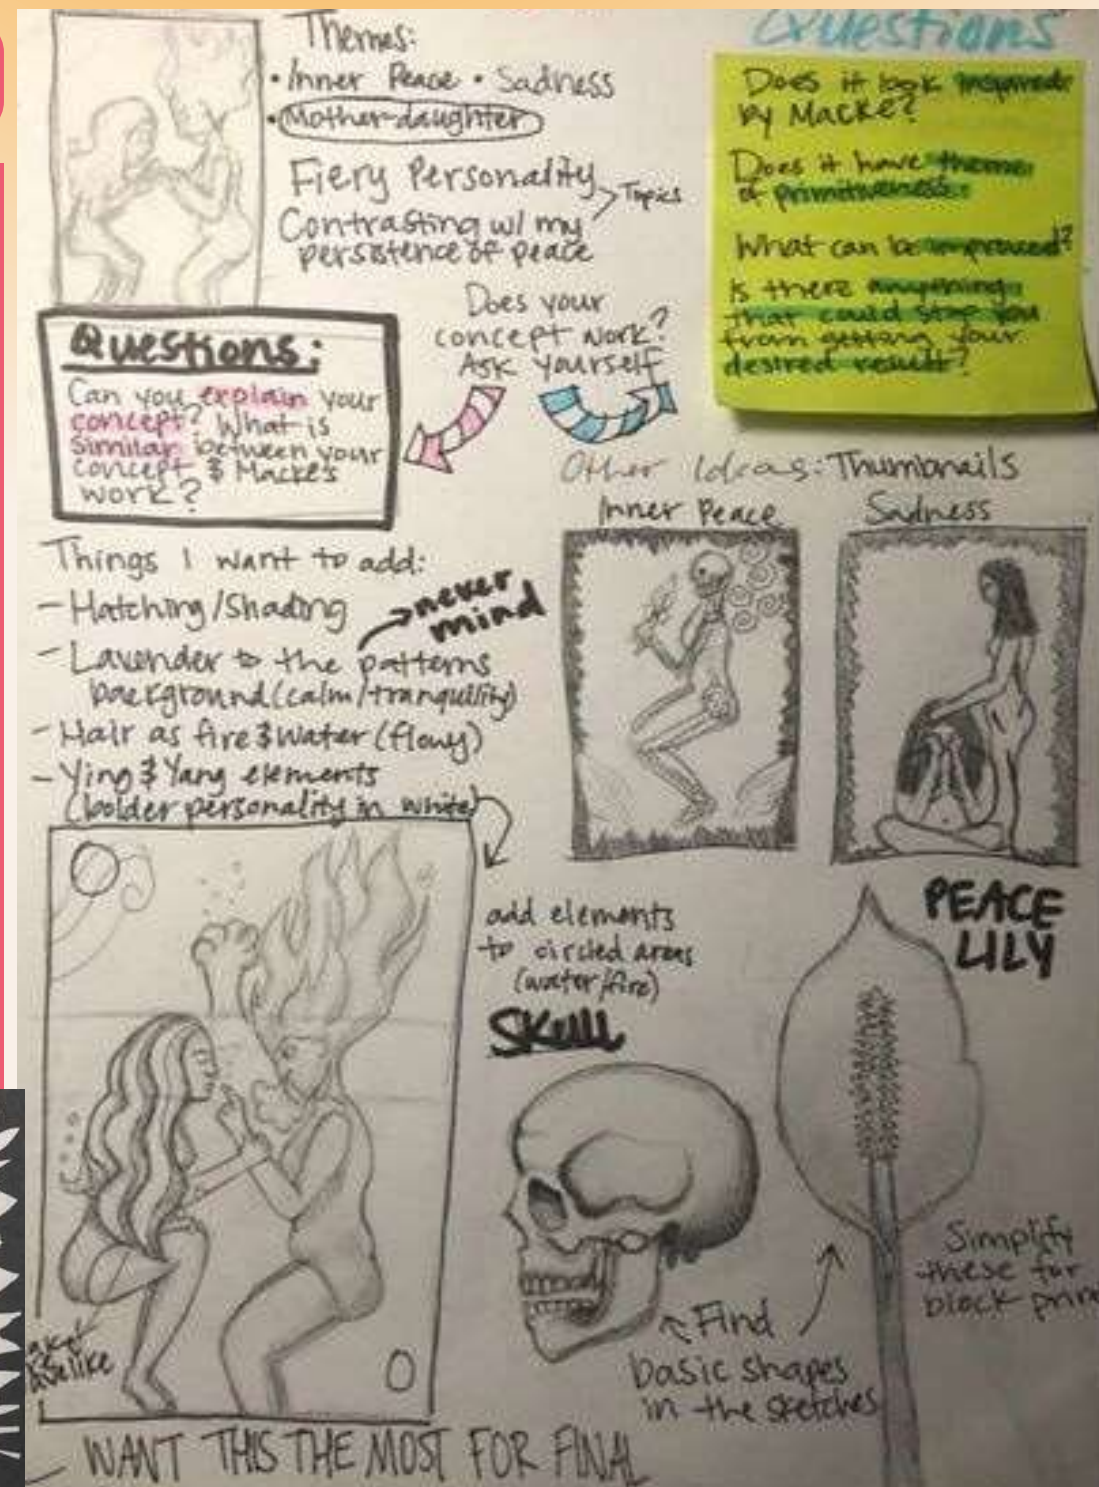 Themes:
• Inner Peace • Sadness
• Mother-daughter
Fiery Personality
Contrasting w/ my
persistence of peace
Topics
Questions
Does it look inspired
by Macke?
Does it have theme
of primitiveness?
What can be improved?
Is there anything
that could stop you
from getting your
desired result?
Does your
concept work?
Ask yourself
Questions:
Can you explain your
concept? What is
similar between your
concept & Macke's
work?
Other Ideas: Thumbnails
Inner Peace
Sadness
Things I want to add:
- Hatching/Shading
never
mind
- Lavender to the patterns
background (calm/tranquility)
- Hair as fire & water (flowy)
- Ying & Yang elements
(bolder personality in white)
add elements
to circled areas
(water/fire)
SKULL
PEACE
LILY
Simplify
these for
block
Find
basic shapes
in the sketches
WANT THIS THE MOST FOR FINAL